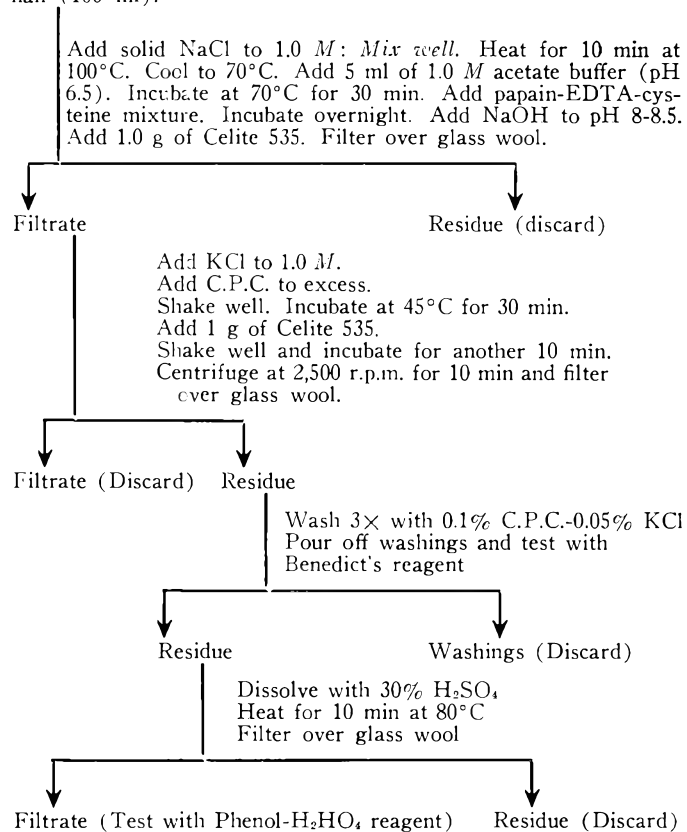 Add solid NaCl to 1.0 M: Mix well. Heat for 10 min at
100°C. Cool to 70°C. Add 5 ml of 1.0 M acetate buffer (pH
6.5). Incubate at 70°C for 30 min. Add papain-EDTA-cys-
teine mixture. Incubate overnight. Add NaOH to pH 8-8.5.
Add 1.0 g of Celite 535. Filter over glass wool.
Filtrate Residue (discard)
Add KCl to 1.0 M.
Add C.P.C. to excess.
Shake well. Incubate at 45°C for 30 min.
Add 1 g of Celite 535.
Shake well and incubate for another 10 min.
Centrifuge at 2,500 r.p.m. for 10 min and filter
over glass wool.
Filtrate (Discard) Residue
Wash 3× with 0.1% C.P.C.-0.05% KCl
Pour off washings and test with
Benedict's reagent
Residue Washings (Discard)
Dissolve with 30% H₂SO₄
Heat for 10 min at 80°C
Filter over glass wool
Filtrate (Test with Phenol-H₂HO₄ reagent) Residue (Discard)